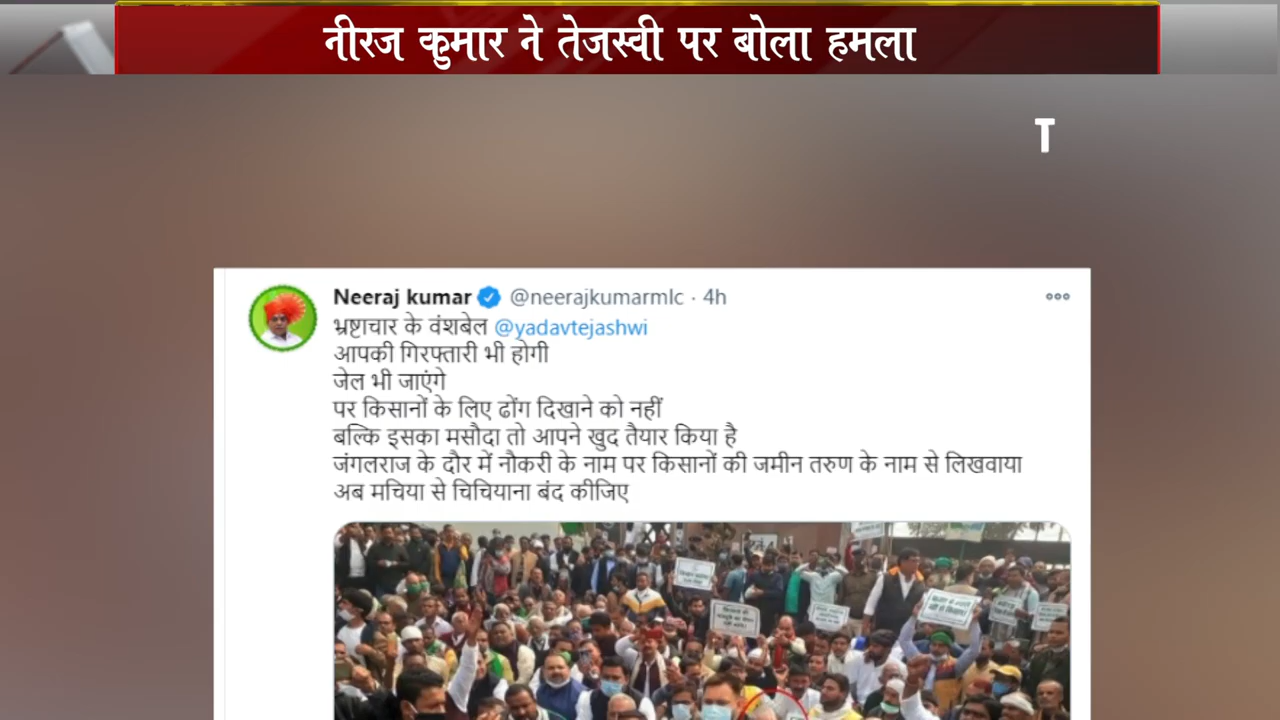 नीरज कुमार ने तेजस्वी पर बोला हमला
T
Neeraj kumar @neerajkumarmlc · 4h
भ्रष्टाचार के वंशबेल @yadavtejashwi
आपकी गिरफ्तारी भी होगी
जेल भी जाएंगे
पर किसानों के लिए ढोंग दिखाने को नहीं
बल्कि इसका मसौदा तो आपने खुद तैयार किया है
जंगलराज के दौर में नौकरी के नाम पर किसानों की जमीन तरुण के नाम से लिखवाया
अब मचिया से चिचियाना बंद कीजिए